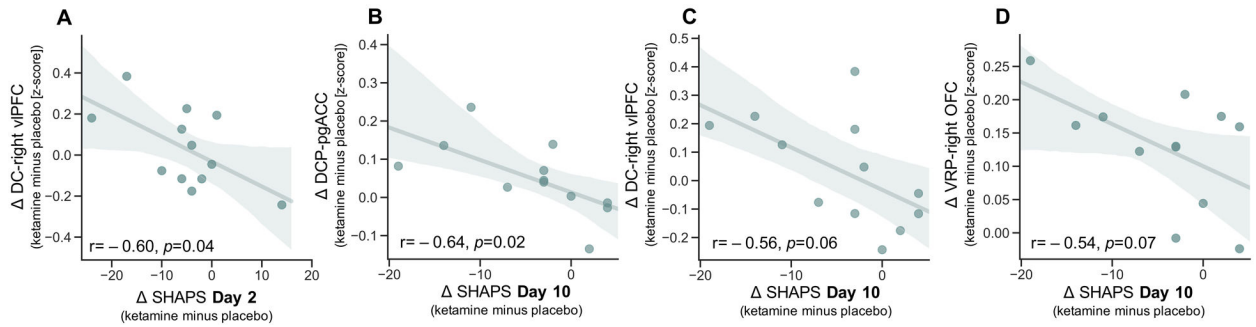 A
Δ DC-right vlPFC
(ketamine minus placebo [z-score])
0.4
0.2
0.0
−0.2
−0.4
r= – 0.60, p=0.04
−20
−10
0
10
20
Δ SHAPS Day 2
(ketamine minus placebo)
B
Δ DCP-pgACC
(ketamine minus placebo [z-score])
0.4
0.3
0.2
0.1
0.0
−0.1
r= – 0.64, p=0.02
−20
−10
0
Δ SHAPS Day 10
(ketamine minus placebo)
C
Δ DC-right vlPFC
(ketamine minus placebo [z-score])
0.5
0.4
0.3
0.2
0.1
0.0
−0.1
−0.2
r= – 0.56, p=0.06
−20
−10
0
Δ SHAPS Day 10
(ketamine minus placebo)
D
Δ VRP-right OFC
(ketamine minus placebo [z-score])
0.25
0.20
0.15
0.10
0.05
0.00
r= – 0.54, p=0.07
−20
−10
0
Δ SHAPS Day 10
(ketamine minus placebo)